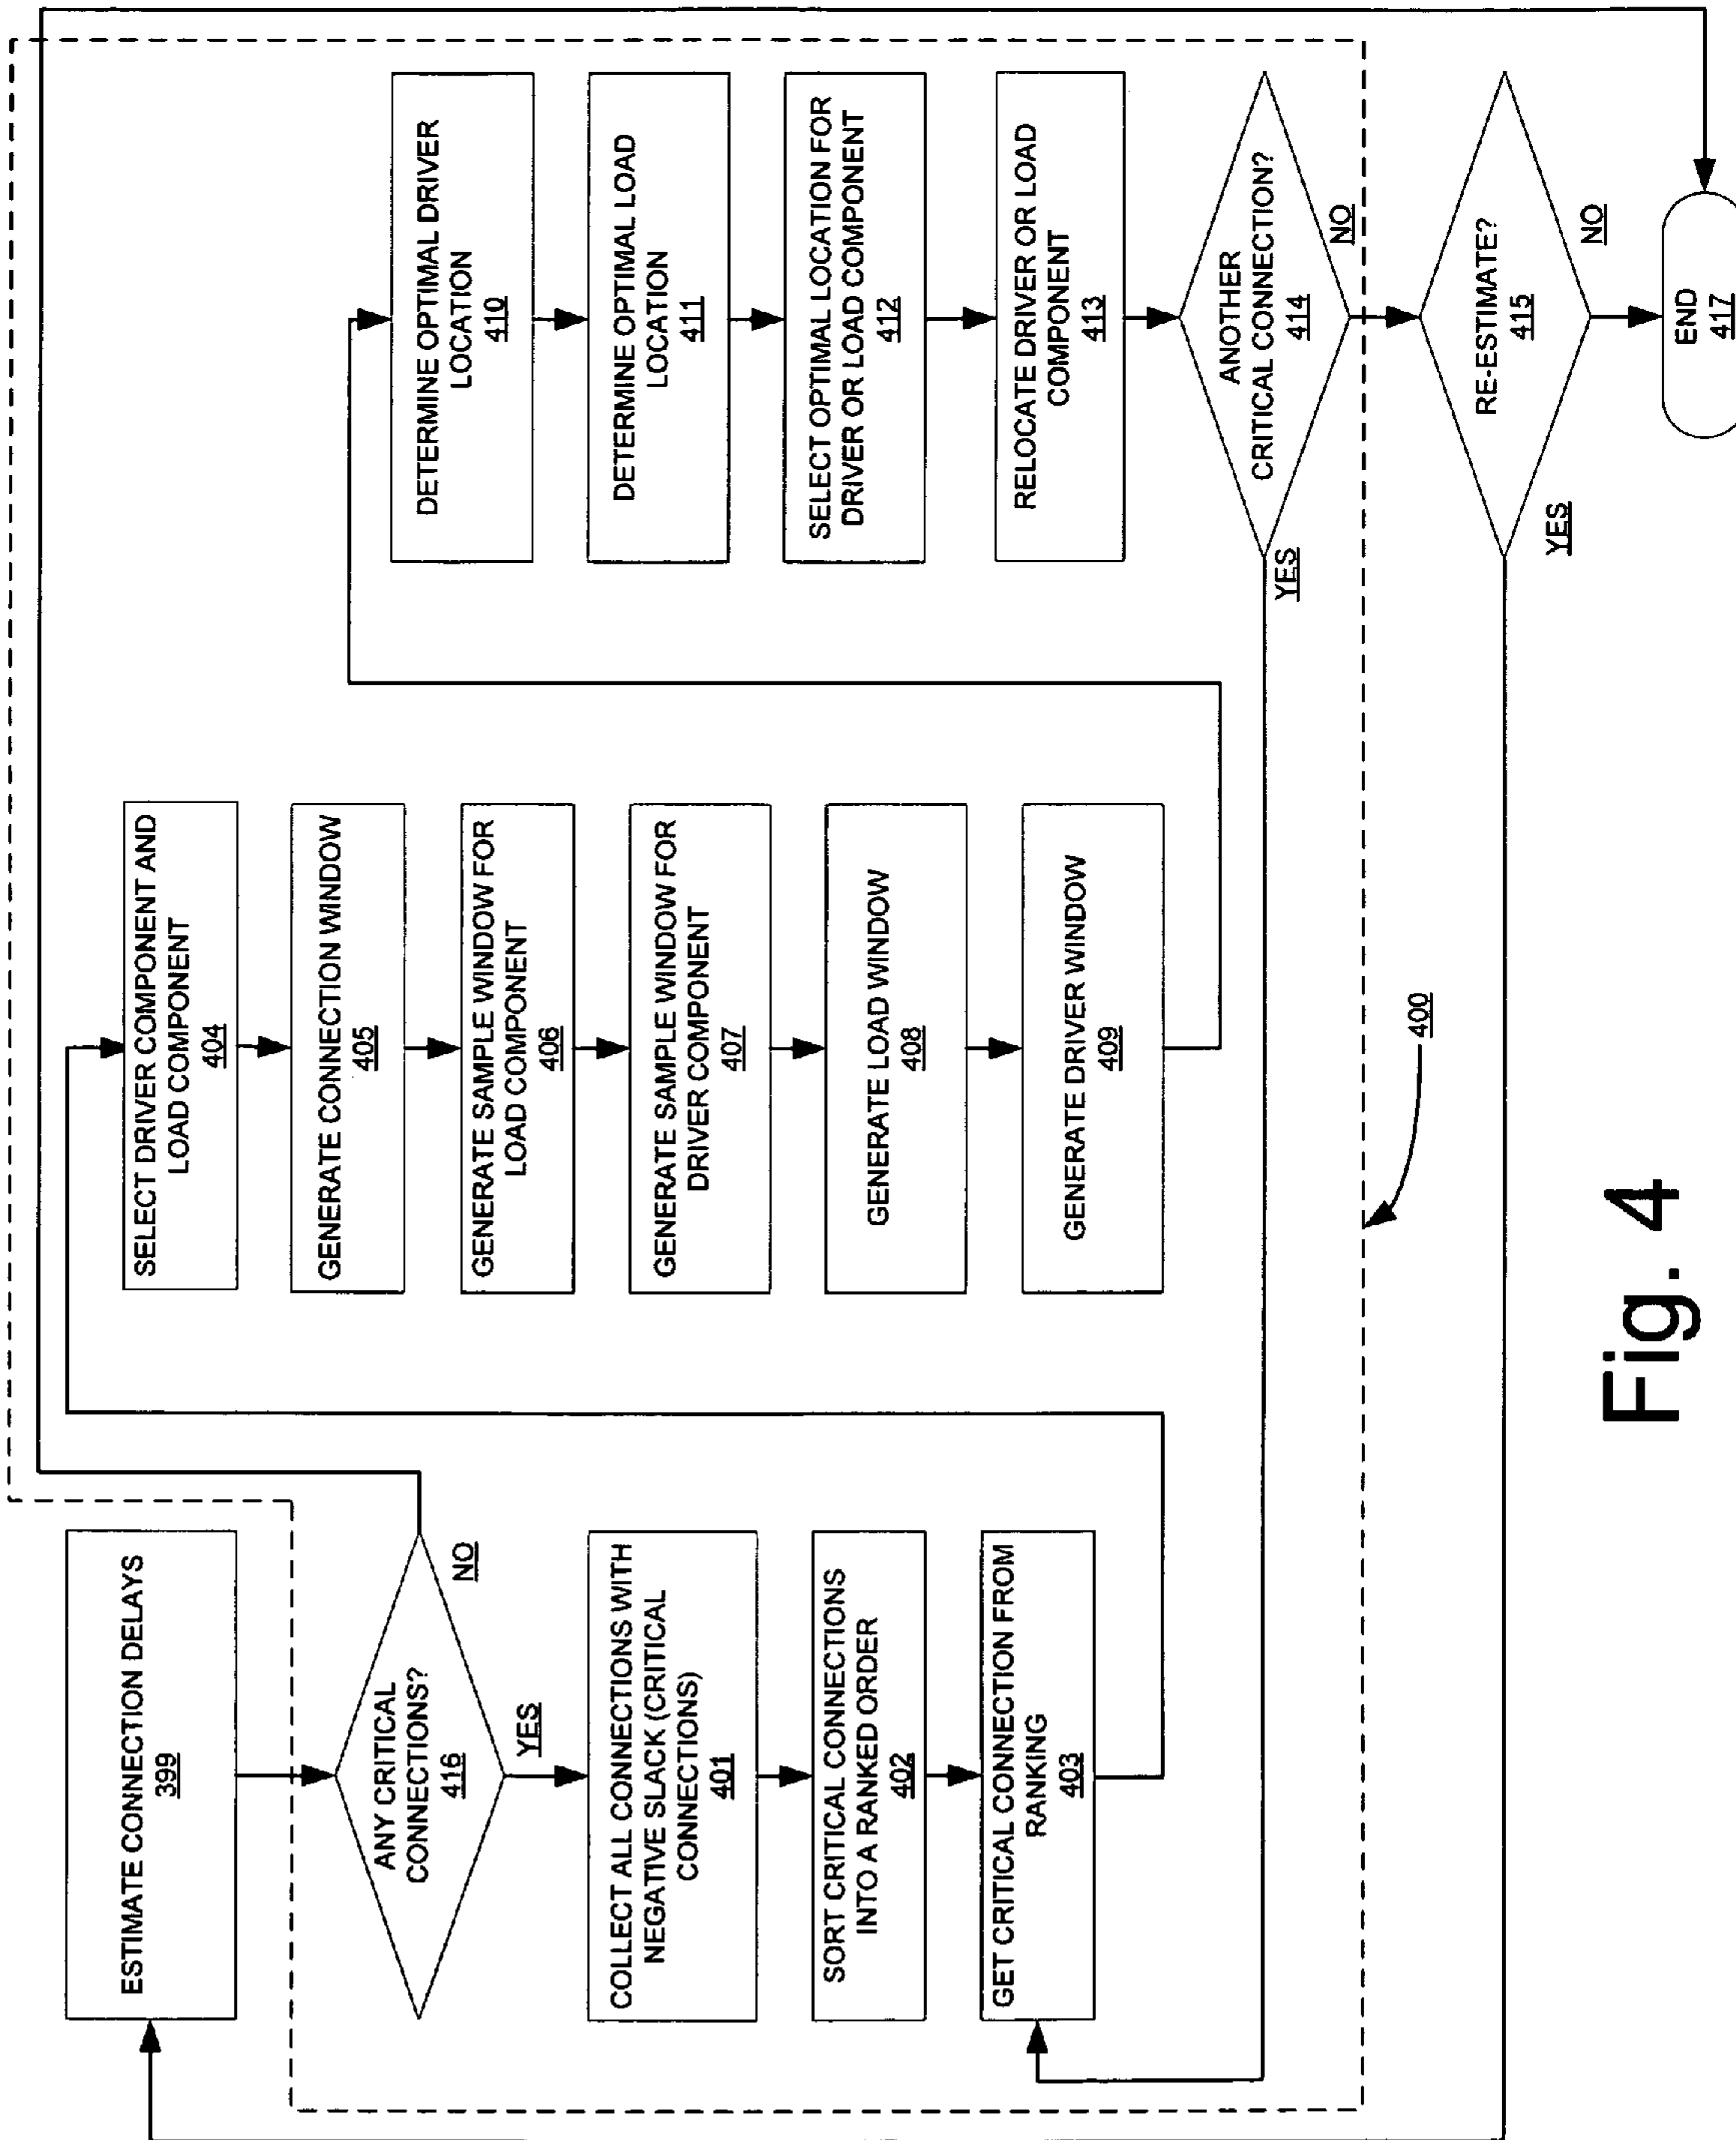 ESTIMATE CONNECTION DELAYS
399
ANY CRITICAL
CONNECTIONS?
416
NO
YES
COLLECT ALL CONNECTIONS WITH
NEGATIVE SLACK (CRITICAL
CONNECTIONS)
401
SORT CRITICAL CONNECTIONS
INTO A RANKED ORDER
402
GET CRITICAL CONNECTION FROM
RANKING
403
SELECT DRIVER COMPONENT AND
LOAD COMPONENT
404
GENERATE CONNECTION WINDOW
405
GENERATE SAMPLE WINDOW FOR
LOAD COMPONENT
406
GENERATE SAMPLE WINDOW FOR
DRIVER COMPONENT
407
GENERATE LOAD WINDOW
408
GENERATE DRIVER WINDOW
409
DETERMINE OPTIMAL DRIVER
LOCATION
410
DETERMINE OPTIMAL LOAD
LOCATION
411
SELECT OPTIMAL LOCATION FOR
DRIVER OR LOAD COMPONENT
412
RELOCATE DRIVER OR LOAD
COMPONENT
413
ANOTHER
CRITICAL CONNECTION?
414
YES
NO
RE-ESTIMATE?
415
YES
NO
END
417
400
Fig. 4